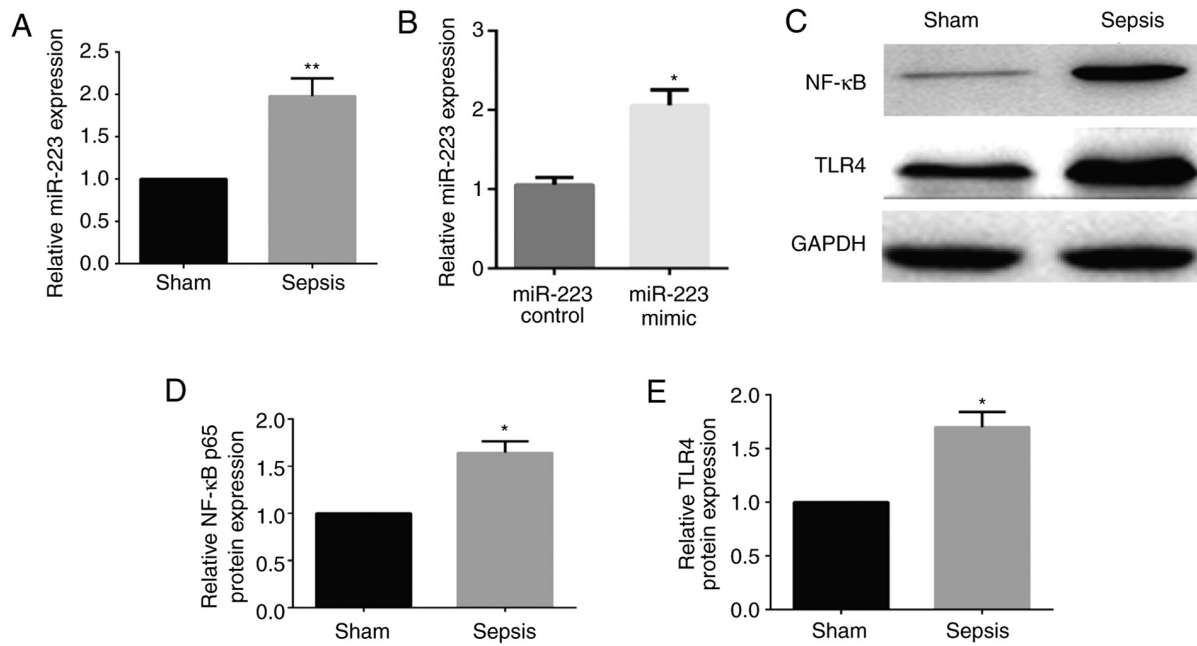 A
Relative miR-223 expression
2.5
2.0
1.5
1.0
0.5
0.0
**
Sham
Sepsis
B
Relative miR-223 expression
3
2
1
0
*
miR-223
control
miR-223
mimic
C
Sham
Sepsis
NF-κB
TLR4
GAPDH
D
Relative NF-κB p65
protein expression
2.0
1.5
1.0
0.5
0.0
*
Sham
Sepsis
E
Relative TLR4
protein expression
2.0
1.5
1.0
0.5
0.0
*
Sham
Sepsis